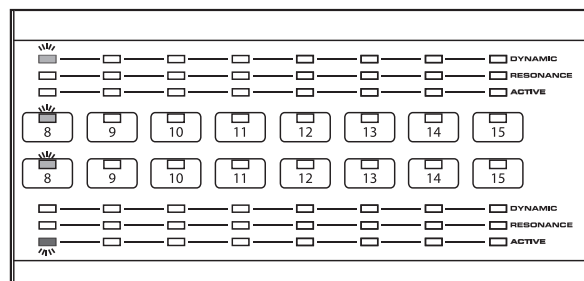 DYNAMIC
RESONANCE
ACTIVE
8 9 10 11 12 13 14 15
8 9 10 11 12 13 14 15
DYNAMIC
RESONANCE
ACTIVE